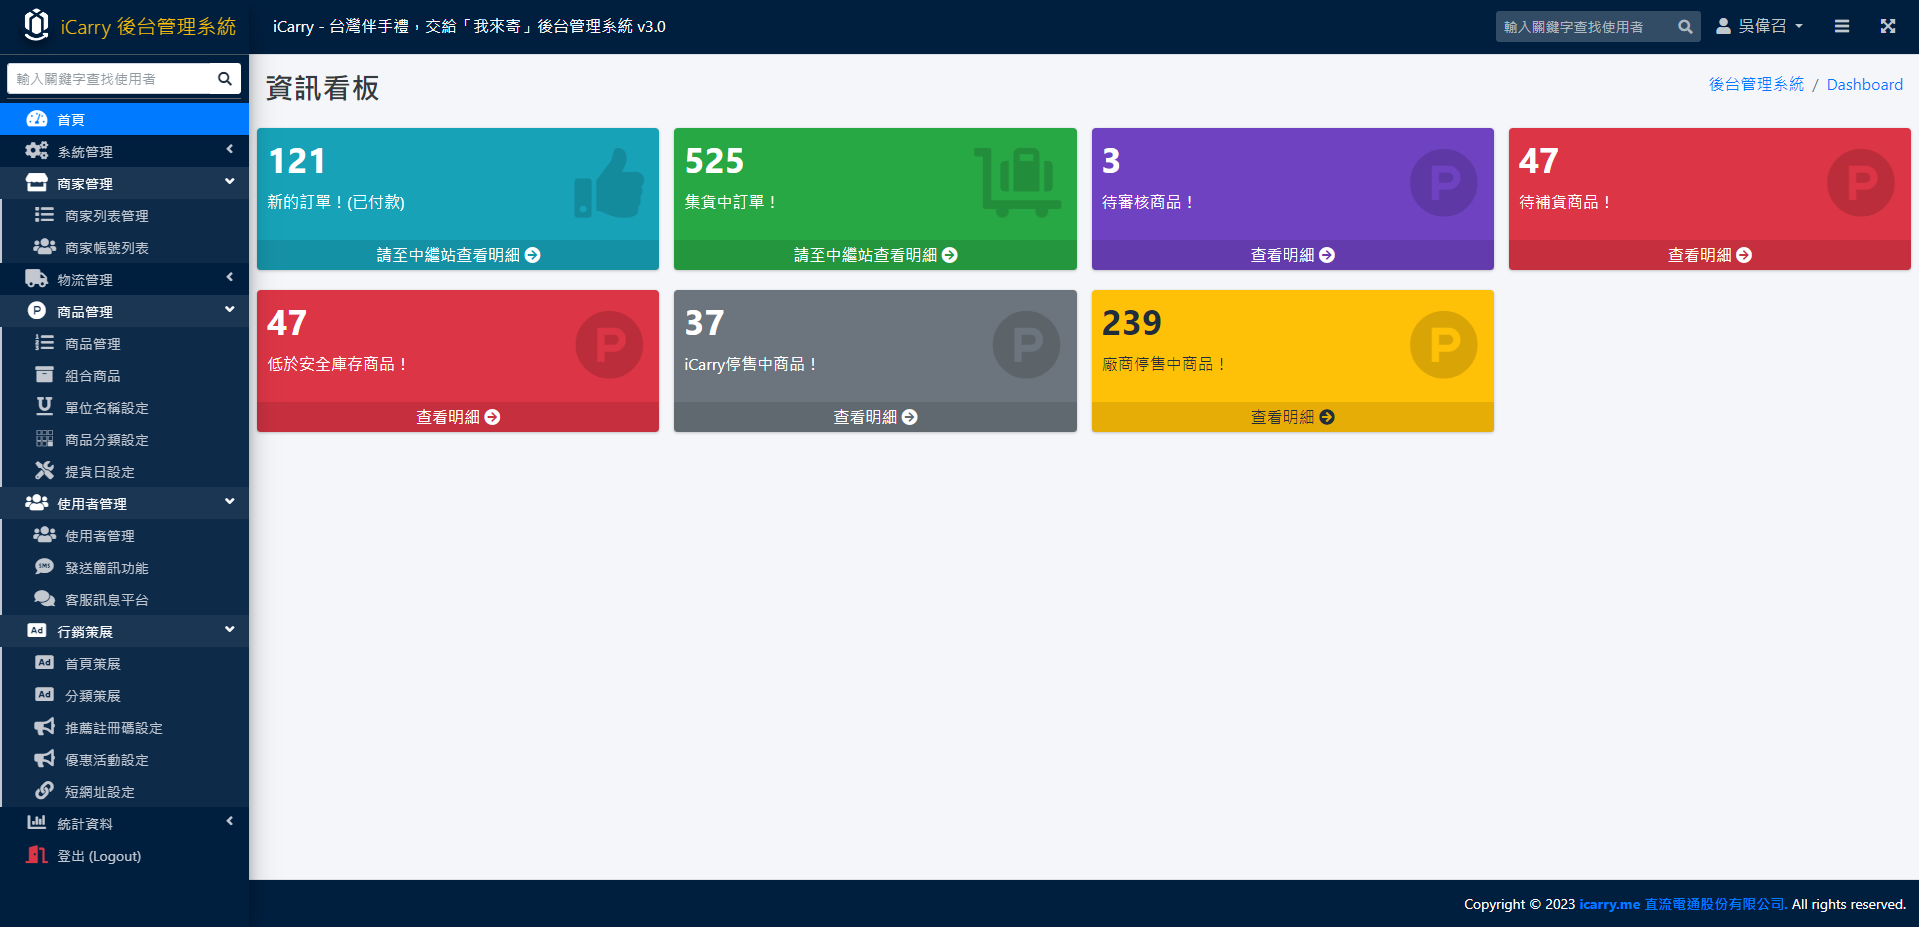 iCarry 後台管理系統
iCarry - 台灣伴手禮，交給「我來寄」後台管理系統 v3.0
輸入關鍵字查找使用者
吳偉召
輸入關鍵字查找使用者
首頁
系統管理
商家管理
商家列表管理
商家帳號列表
物流管理
P 商品管理
商品管理
組合商品
單位名稱設定
商品分類設定
提貨日設定
使用者管理
使用者管理
SMS 發送簡訊功能
客服訊息平台
Ad 行銷策展
Ad 首頁策展
Ad 分類策展
推薦註冊碼設定
優惠活動設定
短網址設定
統計資料
登出 (Logout)
資訊看板
後台管理系統 / Dashboard
121
新的訂單！(已付款)
請至中繼站查看明細
525
集貨中訂單！
請至中繼站查看明細
3
待審核商品！
P
查看明細
47
待補貨商品！
P
查看明細
47
低於安全庫存商品！
P
查看明細
37
iCarry停售中商品！
P
查看明細
239
廠商停售中商品！
P
查看明細
Copyright © 2023 icarry.me 直流電通股份有限公司. All rights reserved.